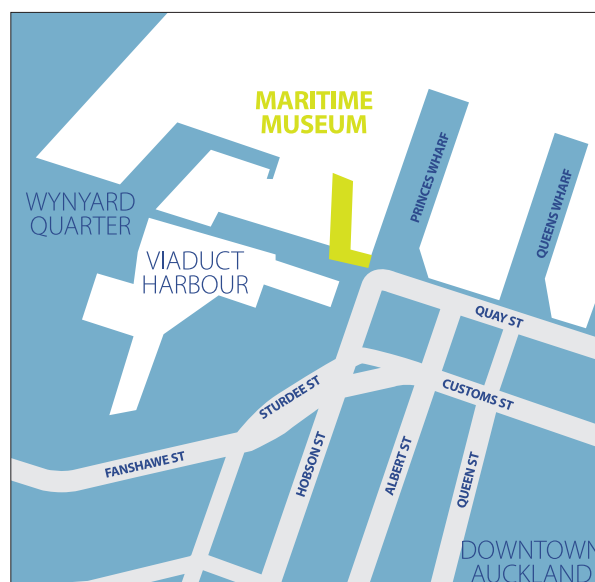 MARITIME
MUSEUM
PRINCES WHARF
QUEENS WHARF
WYNYARD
QUARTER
VIADUCT
HARBOUR
QUAY ST
STURDEE ST
CUSTOMS ST
FANSHAWE ST
HOBSON ST
ALBERT ST
QUEEN ST
DOWNTOWN
AUCKLAND